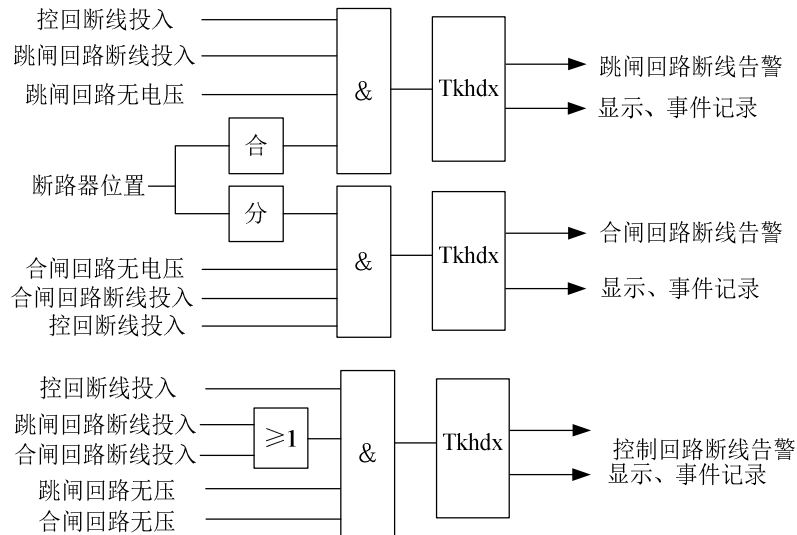 控回断线投入
跳闸回路断线投入
跳闸回路无电压
断路器位置
合
分
&
Tkhdx
跳闸回路断线告警
显示、事件记录
合闸回路无电压
合闸回路断线投入
控回断线投入
&
Tkhdx
合闸回路断线告警
显示、事件记录
控回断线投入
跳闸回路断线投入
合闸回路断线投入
≥1
跳闸回路无压
合闸回路无压
&
Tkhdx
控制回路断线告警
显示、事件记录